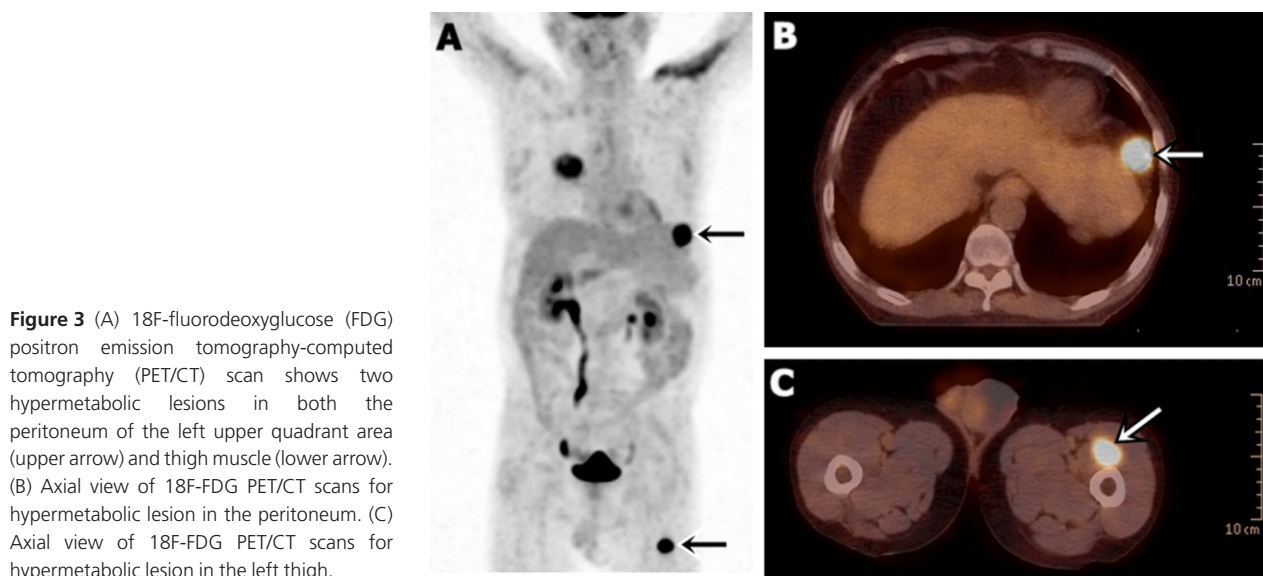 Figure 3 (A) 18F-fluorodeoxyglucose (FDG)
positron emission tomography-computed
tomography (PET/CT) scan shows two
hypermetabolic lesions in both the
peritoneum of the left upper quadrant area
(upper arrow) and thigh muscle (lower arrow).
(B) Axial view of 18F-FDG PET/CT scans for
hypermetabolic lesion in the peritoneum. (C)
Axial view of 18F-FDG PET/CT scans for
hypermetabolic lesion in the left thigh.
A
B
10 cm
C
10 cm